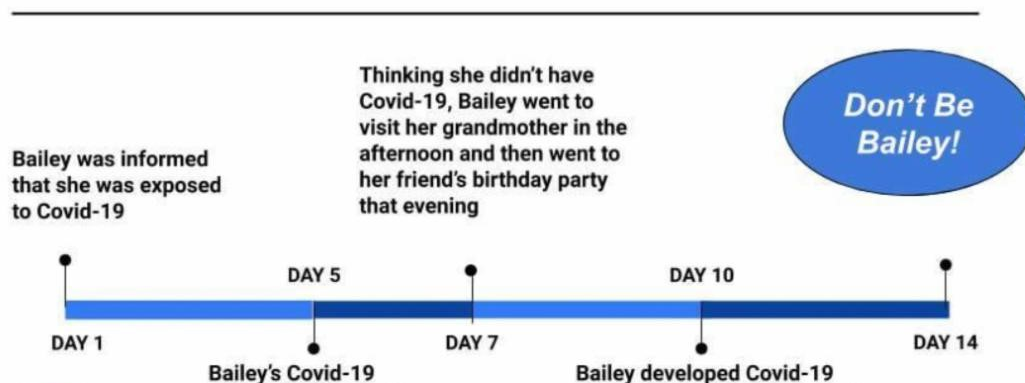 Thinking she didn't have
Covid-19, Bailey went to
visit her grandmother in the
afternoon and then went to
her friend's birthday party
that evening
Don't Be
Bailey!
Bailey was informed
that she was exposed
to Covid-19
DAY 5
DAY 10
DAY 1
DAY 7
DAY 14
Bailey's Covid-19
Bailey developed Covid-19